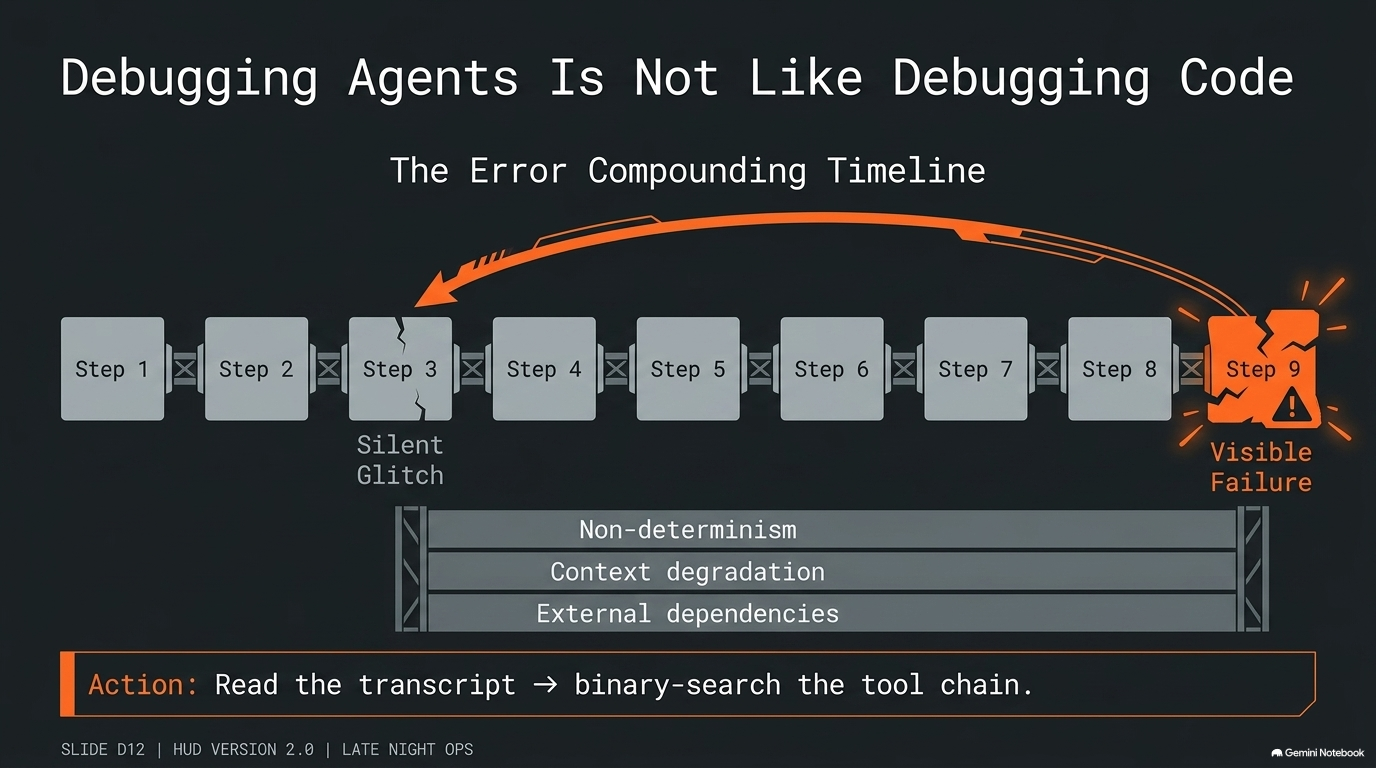 Debugging Agents Is Not Like Debugging Code
The Error Compounding Timeline
Step 1
Step 2
Step 3
Step 4
Step 5
Step 6
Step 7
Step 8
Step 9
Silent
Glitch
Visible
Failure
Non-determinism
Context degradation
External dependencies
Action: Read the transcript → binary-search the tool chain.
SLIDE D12 | HUD VERSION 2.0 | LATE NIGHT OPS
Gemini Notebook